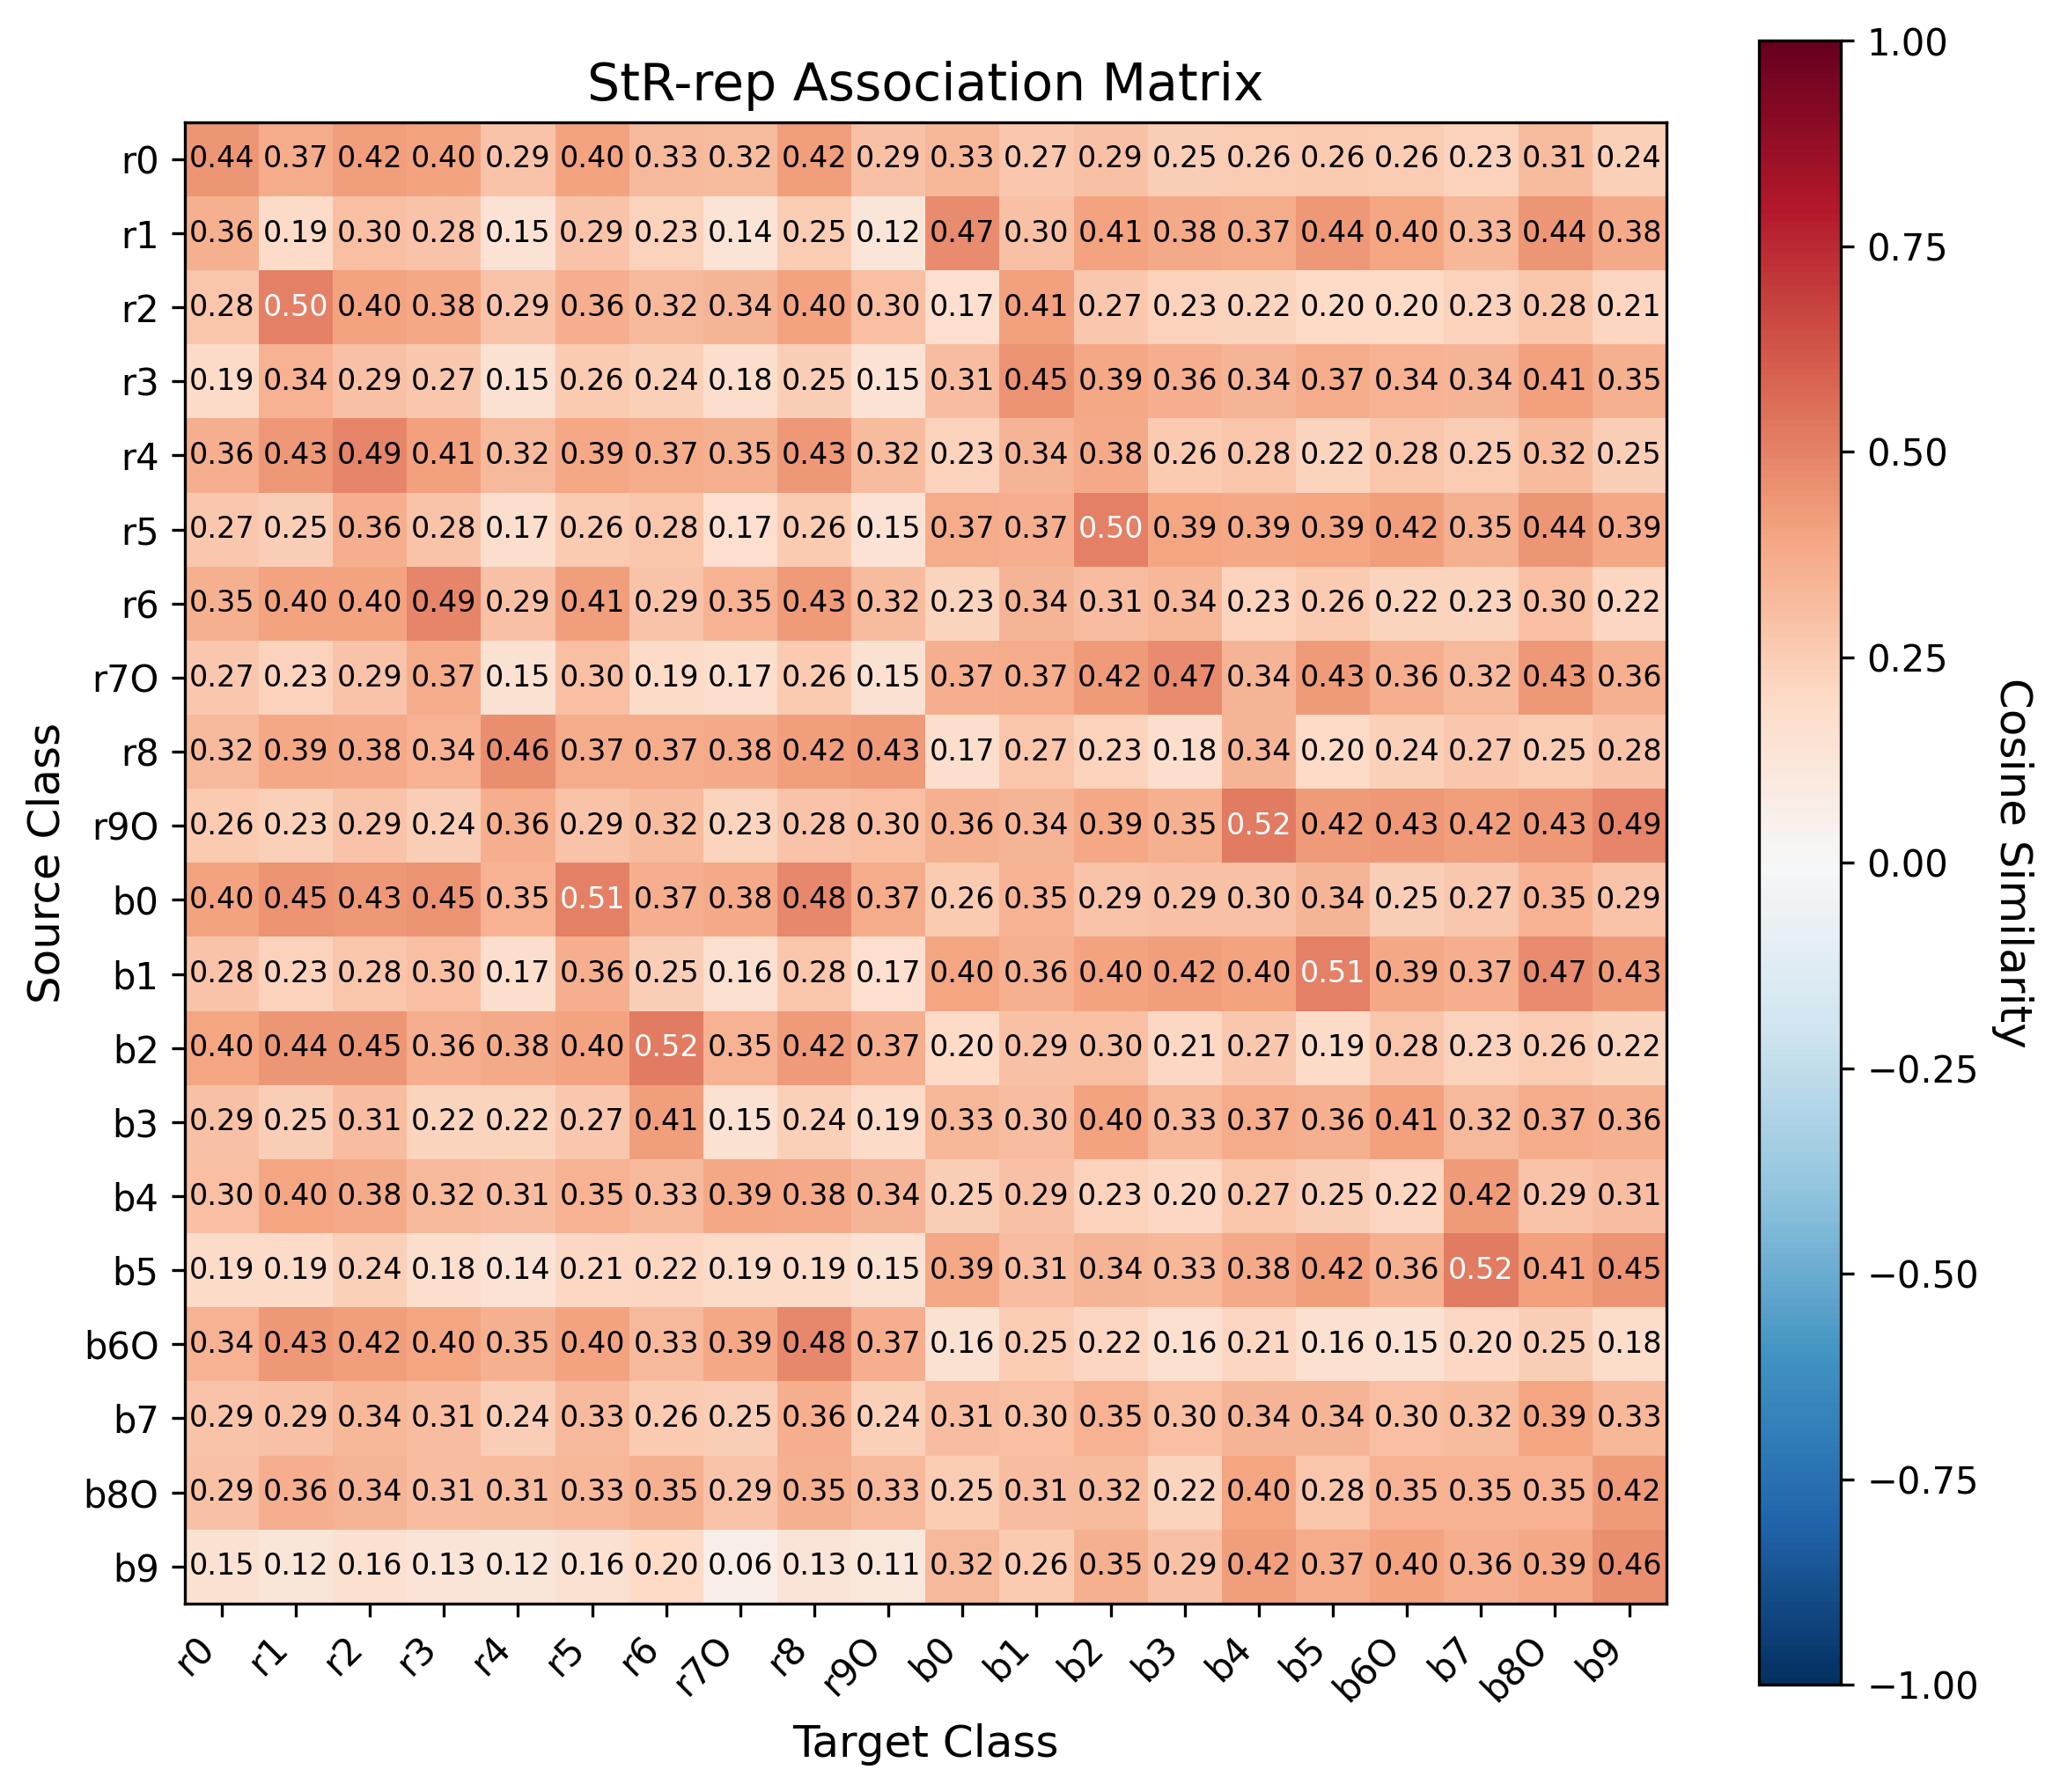 StR-rep Association Matrix
r0 0.44 0.37 0.42 0.40 0.29 0.40 0.33 0.32 0.42 0.29 0.33 0.27 0.29 0.25 0.26 0.26 0.26 0.23 0.31 0.24
r1 0.36 0.19 0.30 0.28 0.15 0.29 0.23 0.14 0.25 0.12 0.47 0.30 0.41 0.38 0.37 0.44 0.40 0.33 0.44 0.38
r2 0.28 0.50 0.40 0.38 0.29 0.36 0.32 0.34 0.40 0.30 0.17 0.41 0.27 0.23 0.22 0.20 0.20 0.23 0.28 0.21
r3 0.19 0.34 0.29 0.27 0.15 0.26 0.24 0.18 0.25 0.15 0.31 0.45 0.39 0.36 0.34 0.37 0.34 0.34 0.41 0.35
r4 0.36 0.43 0.49 0.41 0.32 0.39 0.37 0.35 0.43 0.32 0.23 0.34 0.38 0.26 0.28 0.22 0.28 0.25 0.32 0.25
r5 0.27 0.25 0.36 0.28 0.17 0.26 0.28 0.17 0.26 0.15 0.37 0.37 0.50 0.39 0.39 0.39 0.42 0.35 0.44 0.39
r6 0.35 0.40 0.40 0.49 0.29 0.41 0.29 0.35 0.43 0.32 0.23 0.34 0.31 0.34 0.23 0.26 0.22 0.23 0.30 0.22
r7O 0.27 0.23 0.29 0.37 0.15 0.30 0.19 0.17 0.26 0.15 0.37 0.37 0.42 0.47 0.34 0.43 0.36 0.32 0.43 0.36
r8 0.32 0.39 0.38 0.34 0.46 0.37 0.37 0.38 0.42 0.43 0.17 0.27 0.23 0.18 0.34 0.20 0.24 0.27 0.25 0.28
r9O 0.26 0.23 0.29 0.24 0.36 0.29 0.32 0.23 0.28 0.30 0.36 0.34 0.39 0.35 0.52 0.42 0.43 0.42 0.43 0.49
b0 0.40 0.45 0.43 0.45 0.35 0.51 0.37 0.38 0.48 0.37 0.26 0.35 0.29 0.29 0.30 0.34 0.25 0.27 0.35 0.29
b1 0.28 0.23 0.28 0.30 0.17 0.36 0.25 0.16 0.28 0.17 0.40 0.36 0.40 0.42 0.40 0.51 0.39 0.37 0.47 0.43
b2 0.40 0.44 0.45 0.36 0.38 0.40 0.52 0.35 0.42 0.37 0.20 0.29 0.30 0.21 0.27 0.19 0.28 0.23 0.26 0.22
b3 0.29 0.25 0.31 0.22 0.22 0.27 0.41 0.15 0.24 0.19 0.33 0.30 0.40 0.33 0.37 0.36 0.41 0.32 0.37 0.36
b4 0.30 0.40 0.38 0.32 0.31 0.35 0.33 0.39 0.38 0.34 0.25 0.29 0.23 0.20 0.27 0.25 0.22 0.42 0.29 0.31
b5 0.19 0.19 0.24 0.18 0.14 0.21 0.22 0.19 0.19 0.15 0.39 0.31 0.34 0.33 0.38 0.42 0.36 0.52 0.41 0.45
b6O 0.34 0.43 0.42 0.40 0.35 0.40 0.33 0.39 0.48 0.37 0.16 0.25 0.22 0.16 0.21 0.16 0.15 0.20 0.25 0.18
b7 0.29 0.29 0.34 0.31 0.24 0.33 0.26 0.25 0.36 0.24 0.31 0.30 0.35 0.30 0.34 0.34 0.30 0.32 0.39 0.33
b8O 0.29 0.36 0.34 0.31 0.31 0.33 0.35 0.29 0.35 0.33 0.25 0.31 0.32 0.22 0.40 0.28 0.35 0.35 0.35 0.42
b9 0.15 0.12 0.16 0.13 0.12 0.16 0.20 0.06 0.13 0.11 0.32 0.26 0.35 0.29 0.42 0.37 0.40 0.36 0.39 0.46
r0 r1 r2 r3 r4 r5 r6 r7O r8 r9O b0 b1 b2 b3 b4 b5 b6O b7 b8O b9
Target Class
Source Class
1.00
0.75
0.50
0.25
0.00
−0.25
−0.50
−0.75
−1.00
Cosine Similarity